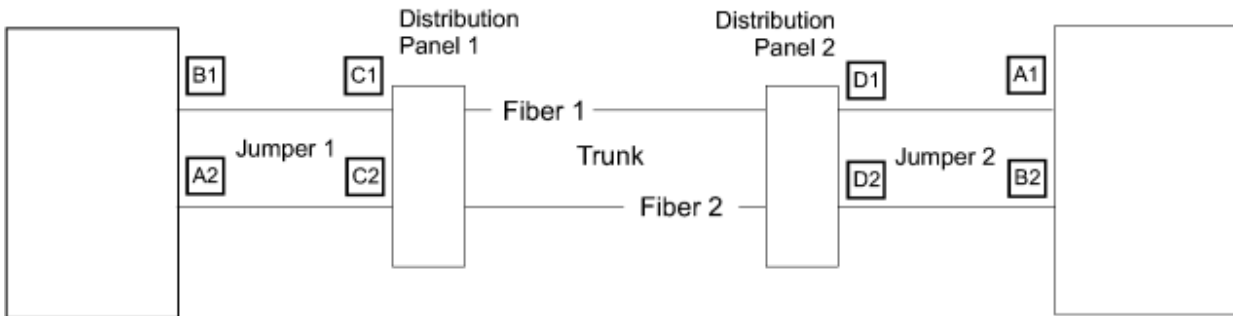 Distribution
Panel 1
Distribution
Panel 2
B1
C1
D1
A1
Fiber 1
Jumper 1
Trunk
Jumper 2
A2
C2
D2
B2
Fiber 2